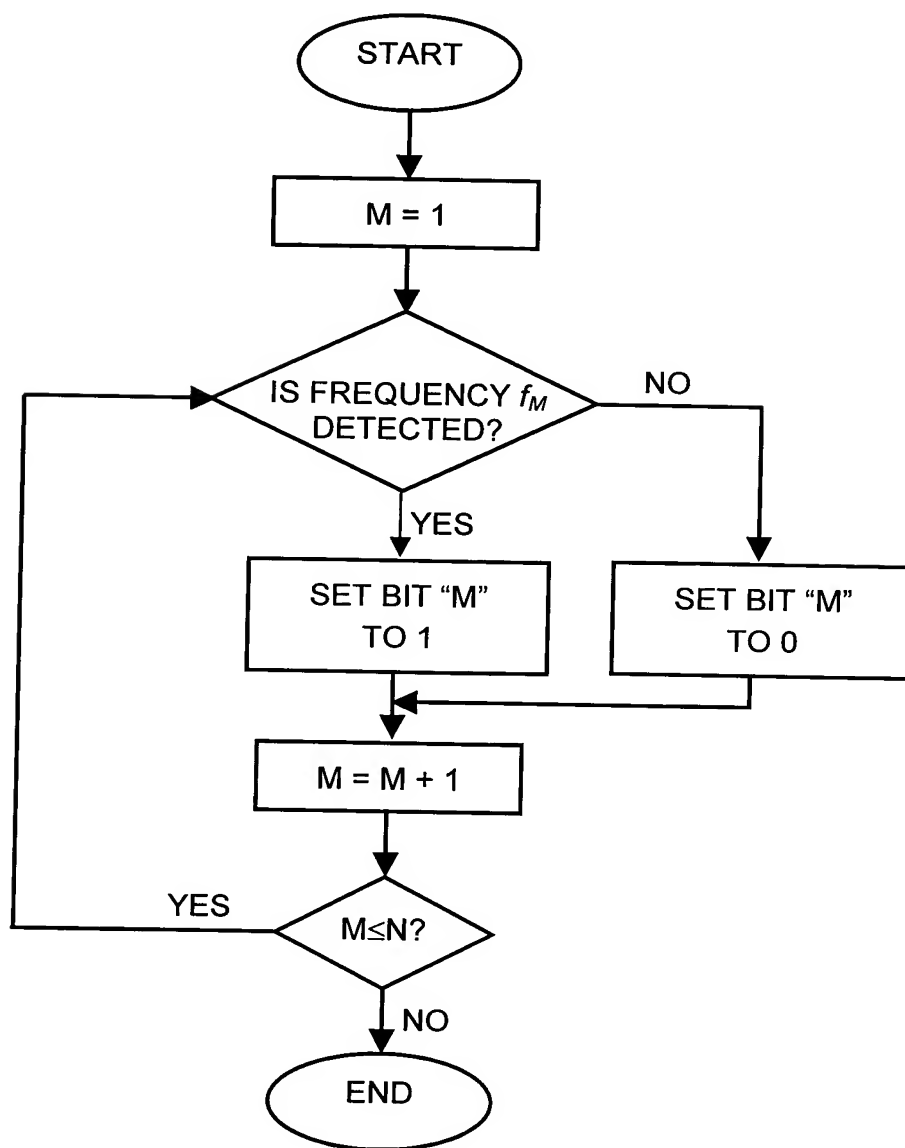 START
M = 1
IS FREQUENCY f_M
DETECTED?
NO
YES
SET BIT “M”
TO 1
SET BIT “M”
TO 0
M = M + 1
YES
M≤N?
NO
END